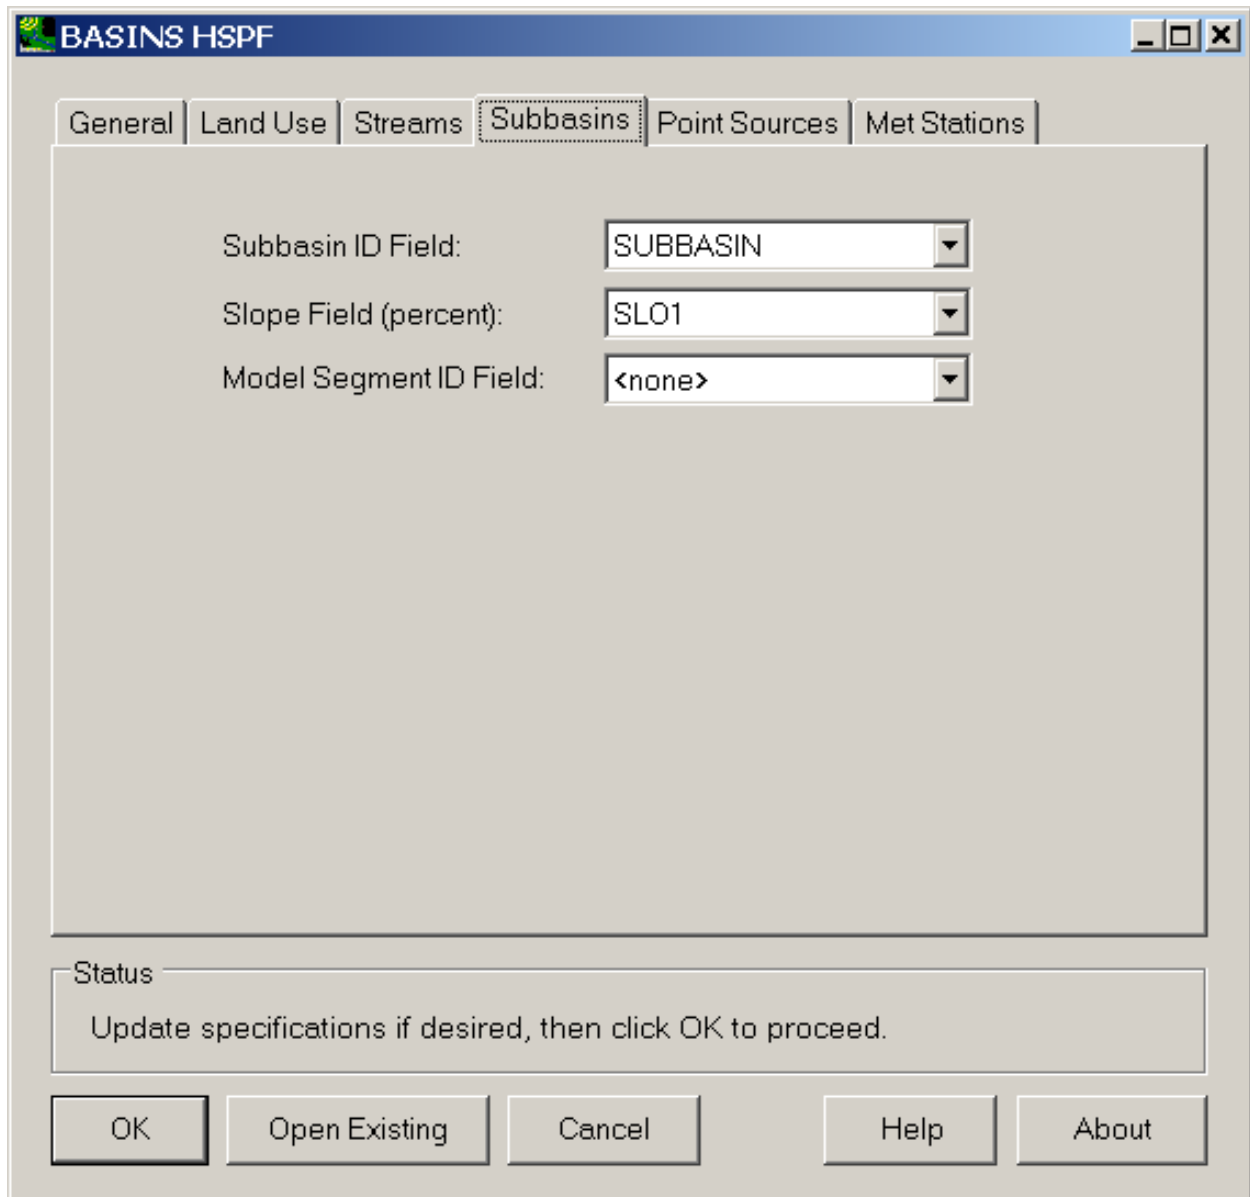 BASINS HSPF
General Land Use Streams Subbasins Point Sources Met Stations
Subbasin ID Field: SUBBASIN
Slope Field (percent): SLO1
Model Segment ID Field: <none>
Status
Update specifications if desired, then click OK to proceed.
OK Open Existing Cancel Help About